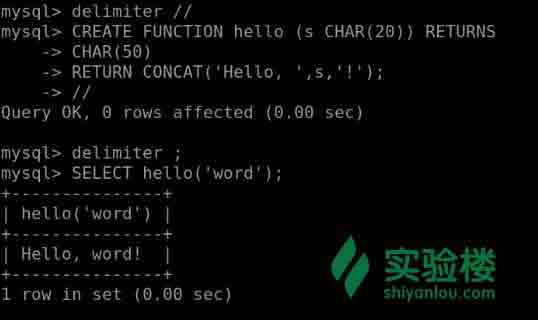 mysql> delimiter //
mysql> CREATE FUNCTION hello (s CHAR(20)) RETURNS
    -> CHAR(50)
    -> RETURN CONCAT('Hello, ',s,'!');
    -> //
Query OK, 0 rows affected (0.00 sec)

mysql> delimiter ;
mysql> SELECT hello('word');
+---------------+
| hello('word') |
+---------------+
| Hello, word!  |
+---------------+
1 row in set (0.00 sec)
实验楼
shiyanlou.com